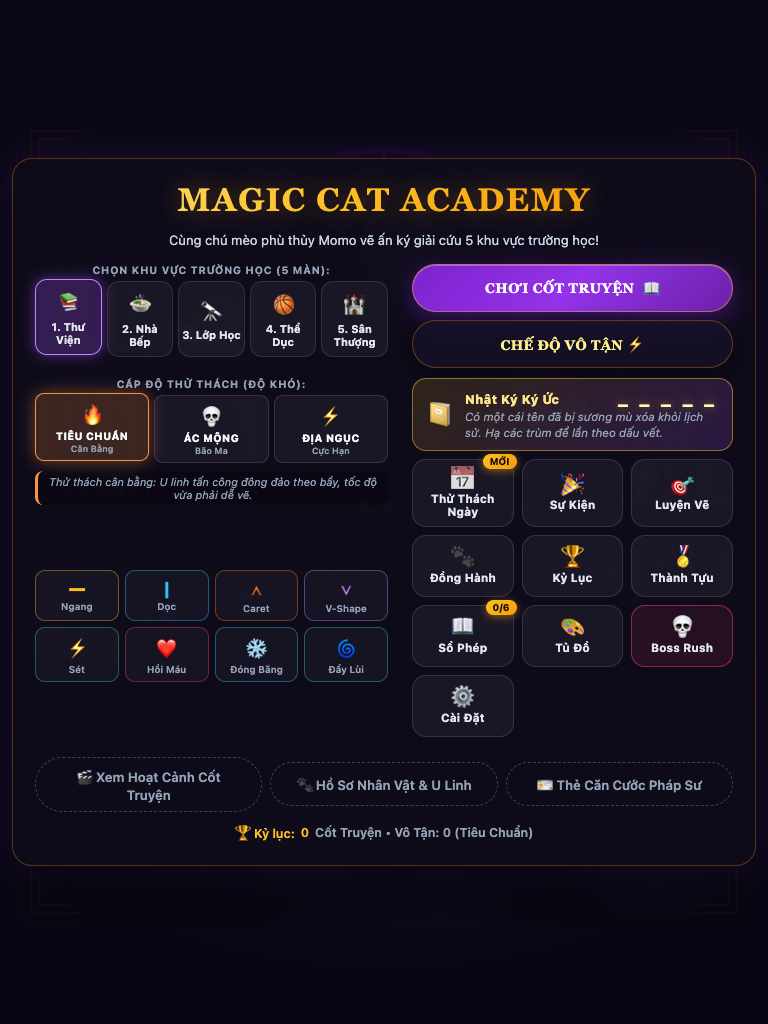 MAGIC CAT ACADEMY
Cùng chú mèo phù thủy Momo vẽ ấn ký giải cứu 5 khu vực trường học!
CHỌN KHU VỰC TRƯỜNG HỌC (5 MÀN):
1. Thư
Viện
2. Nhà
Bếp
3. Lớp Học
4. Thể
Dục
5. Sân
Thượng
CẤP ĐỘ THỬ THÁCH (ĐỘ KHÓ):
TIÊU CHUẨN
Cân Bằng
ÁC MỘNG
Bão Ma
ĐỊA NGỤC
Cực Hạn
Thử thách cân bằng: U linh tấn công đông đảo theo bầy, tốc độ
vừa phải dễ vẽ.
Ngang
Dọc
Caret
V-Shape
Sét
Hồi Máu
Đóng Băng
Đẩy Lùi
CHƠI CỐT TRUYỆN
CHẾ ĐỘ VÔ TẬN
Nhật Ký Ký Ức
_ _ _ _ _
Có một cái tên đã bị sương mù xóa khỏi lịch
sử. Hạ các trùm để lần theo dấu vết.
MỚI
17
Thử Thách
Ngày
Sự Kiện
Luyện Vẽ
Đồng Hành
Kỷ Lục
Thành Tựu
0/6
Sổ Phép
Tủ Đồ
Boss Rush
Cài Đặt
Xem Hoạt Cảnh Cốt
Truyện
Hồ Sơ Nhân Vật & U Linh
Thẻ Căn Cước Pháp Sư
Kỷ lục: 0 Cốt Truyện • Vô Tận: 0 (Tiêu Chuẩn)